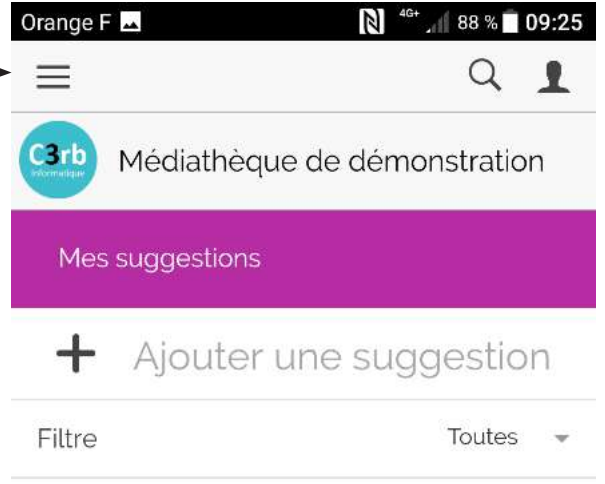 Orange F 4G+ 88 % 09:25
C3rb
Informatique
Médiathèque de démonstration
Mes suggestions
+ Ajouter une suggestion
Filtre Toutes